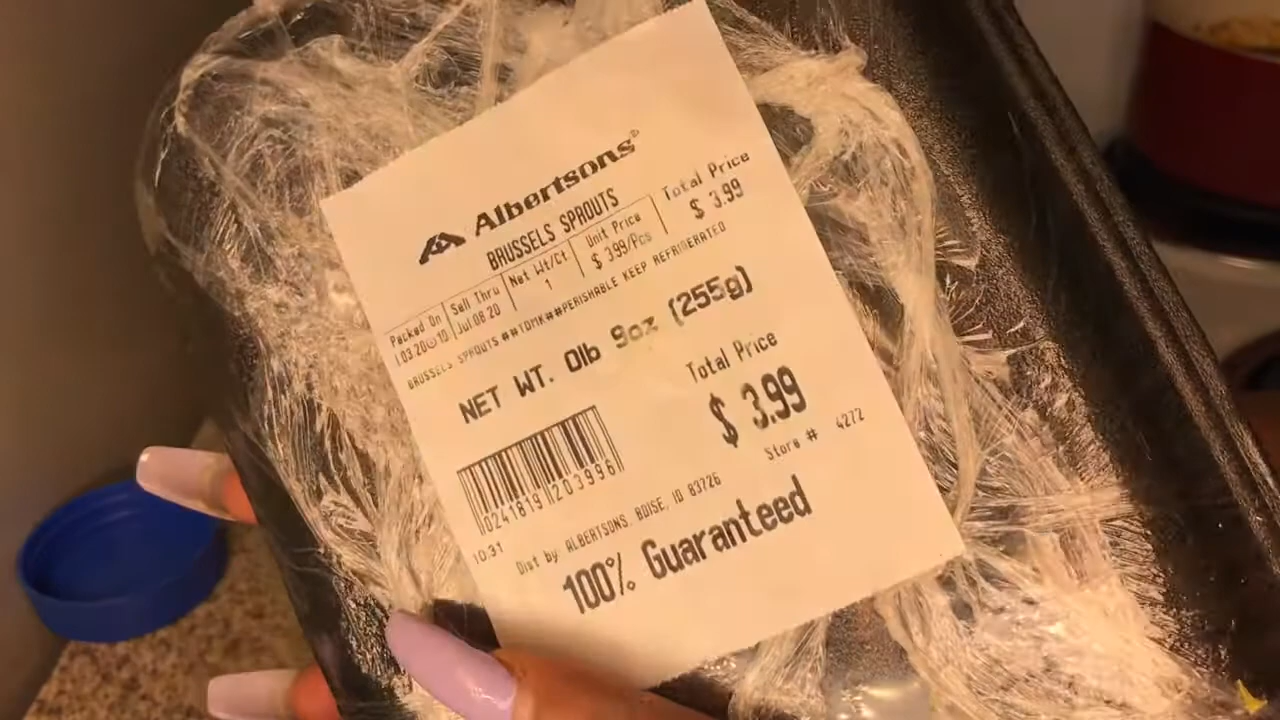 Albertsons®
BRUSSELS SPROUTS
Packed On Sell Thru Net Wt/Ct. Unit Price Total Price
Jul.08.20 1 $ 3.99/Pcs $ 3.99
BRUSSELS SPROUTS.##TDMK##PERISHABLE KEEP REFRIGERATED
NET WT. 0lb 9oz (255g)
Total Price
$ 3.99
Store # 4272
0241819 203996
10:31 Dist by ALBERTSONS. BOISE, ID 83726
100% Guaranteed